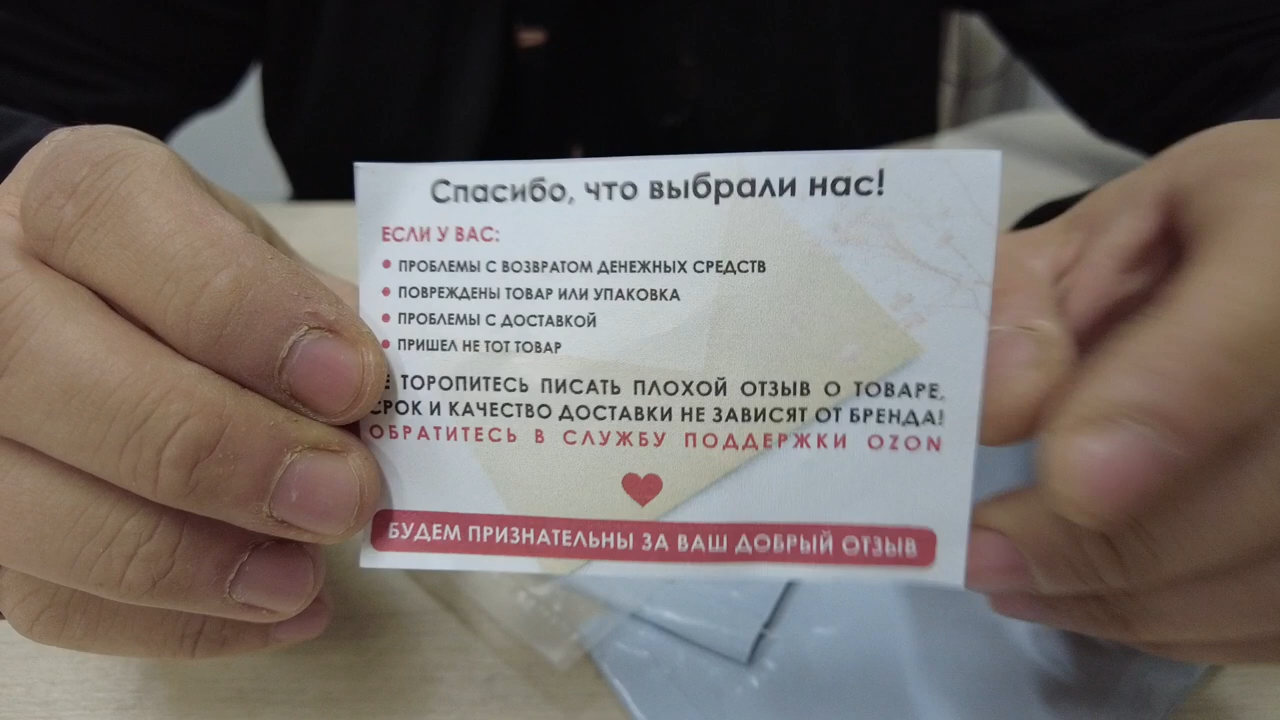 Спасибо, что выбрали нас!
ЕСЛИ У ВАС:
• ПРОБЛЕМЫ С ВОЗВРАТОМ ДЕНЕЖНЫХ СРЕДСТВ
• ПОВРЕЖДЕНЫ ТОВАР ИЛИ УПАКОВКА
• ПРОБЛЕМЫ С ДОСТАВКОЙ
• ПРИШЕЛ НЕ ТОТ ТОВАР
НЕ ТОРОПИТЕСЬ ПИСАТЬ ПЛОХОЙ ОТЗЫВ О ТОВАРЕ,
СРОК И КАЧЕСТВО ДОСТАВКИ НЕ ЗАВИСЯТ ОТ БРЕНДА!
ОБРАТИТЕСЬ В СЛУЖБУ ПОДДЕРЖКИ OZON
БУДЕМ ПРИЗНАТЕЛЬНЫ ЗА ВАШ ДОБРЫЙ ОТЗЫВ